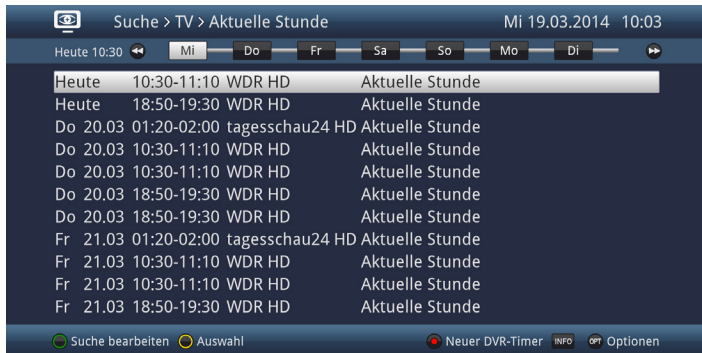 Suche > TV > Aktuelle Stunde Mi 19.03.2014 10:03
Heute 10:30 Mi Do Fr Sa So Mo Di
Heute 10:30-11:10 WDR HD Aktuelle Stunde
Heute 18:50-19:30 WDR HD Aktuelle Stunde
Do 20.03 01:20-02:00 tagesschau24 HD Aktuelle Stunde
Do 20.03 10:30-11:10 WDR HD Aktuelle Stunde
Do 20.03 10:30-11:10 WDR HD Aktuelle Stunde
Do 20.03 18:50-19:30 WDR HD Aktuelle Stunde
Do 20.03 18:50-19:30 WDR HD Aktuelle Stunde
Fr 21.03 01:20-02:00 tagesschau24 HD Aktuelle Stunde
Fr 21.03 10:30-11:10 WDR HD Aktuelle Stunde
Fr 21.03 10:30-11:10 WDR HD Aktuelle Stunde
Fr 21.03 18:50-19:30 WDR HD Aktuelle Stunde
Suche bearbeiten Auswahl Neuer DVR-Timer INFO OPT Optionen